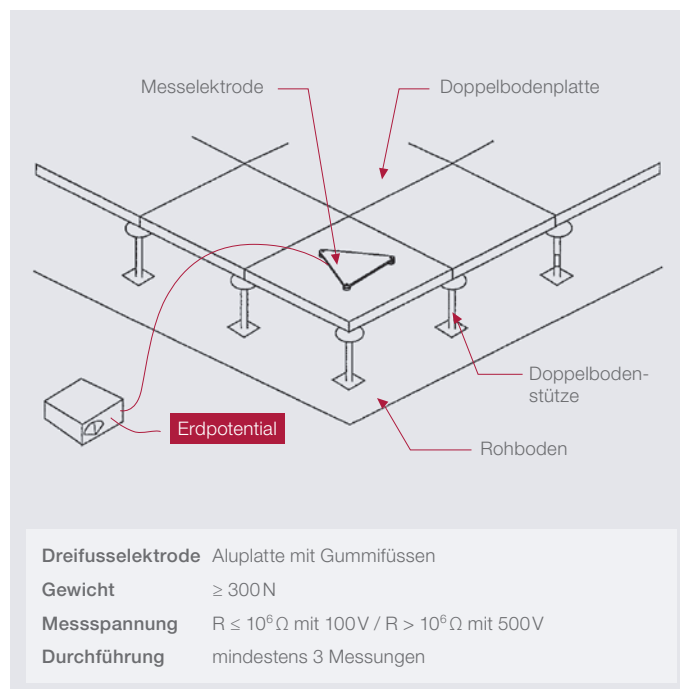 Messelektrode
Doppelbodenplatte
Doppelboden-
stütze
Erdpotential
Rohboden
Dreifusselektrode Aluplatte mit Gummifüssen
Gewicht ≥ 300 N
Messspannung R ≤ 10⁶ Ω mit 100 V / R > 10⁶ Ω mit 500 V
Durchführung mindestens 3 Messungen